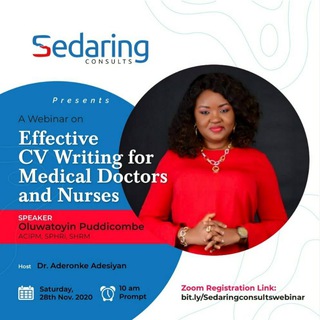 Sedaring
CONSULTS
Presents
A Webinar on
Effective
CV Writing for
Medical Doctors
and Nurses
SPEAKER
Oluwatoyin Puddicombe
ACIPM, SPHRi, SHRM
Host Dr. Aderonke Adesiyan
Saturday,
28th Nov. 2020
10 am
Prompt
Zoom Registration Link:
bit.ly/Sedaringconsultswebinar